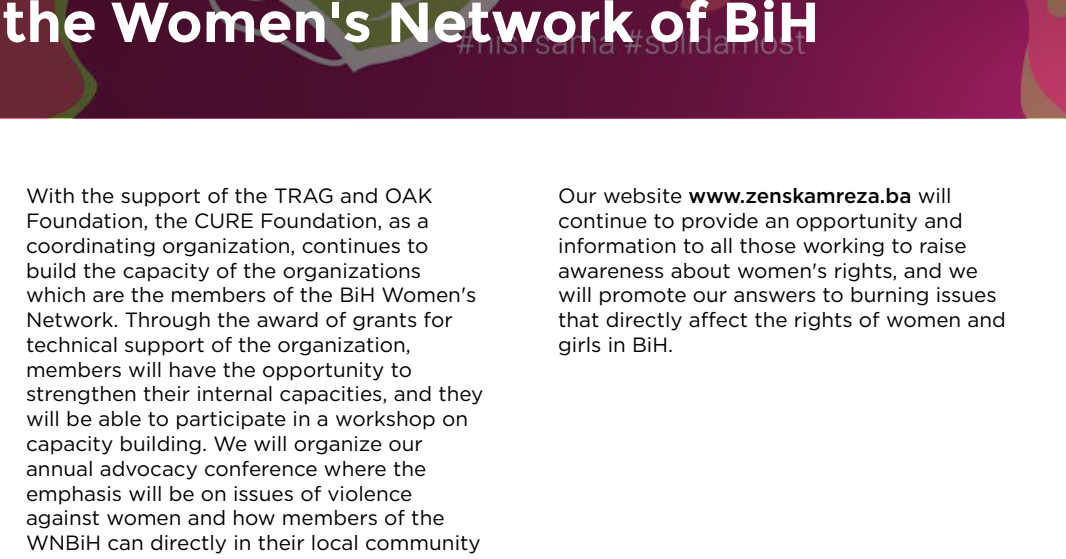 the Women's Network of BiH
#nisi sama #solidarnost
With the support of the TRAG and OAK
Foundation, the CURE Foundation, as a
coordinating organization, continues to
build the capacity of the organizations
which are the members of the BiH Women's
Network. Through the award of grants for
technical support of the organization,
members will have the opportunity to
strengthen their internal capacities, and they
will be able to participate in a workshop on
capacity building. We will organize our
annual advocacy conference where the
emphasis will be on issues of violence
against women and how members of the
WNBiH can directly in their local community
Our website www.zenskamreza.ba will
continue to provide an opportunity and
information to all those working to raise
awareness about women's rights, and we
will promote our answers to burning issues
that directly affect the rights of women and
girls in BiH.